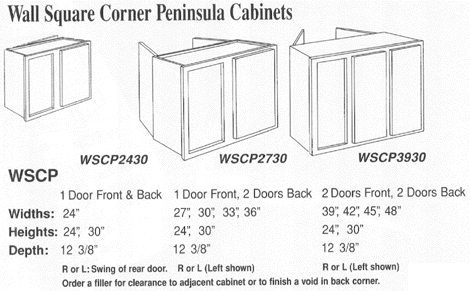 Wall Square Corner Peninsula Cabinets
WSCP2430 WSCP2730 WSCP3930
WSCP
1 Door Front & Back 1 Door Front, 2 Doors Back 2 Doors Front, 2 Doors Back
Widths: 24" 27", 30", 33", 36" 39", 42", 45", 48"
Heights: 24", 30" 24", 30" 24", 30"
Depth: 12 3/8" 12 3/8" 12 3/8"
R or L: Swing of rear door. R or L (Left shown) R or L (Left shown)
Order a filler for clearance to adjacent cabinet or to finish a void in back corner.